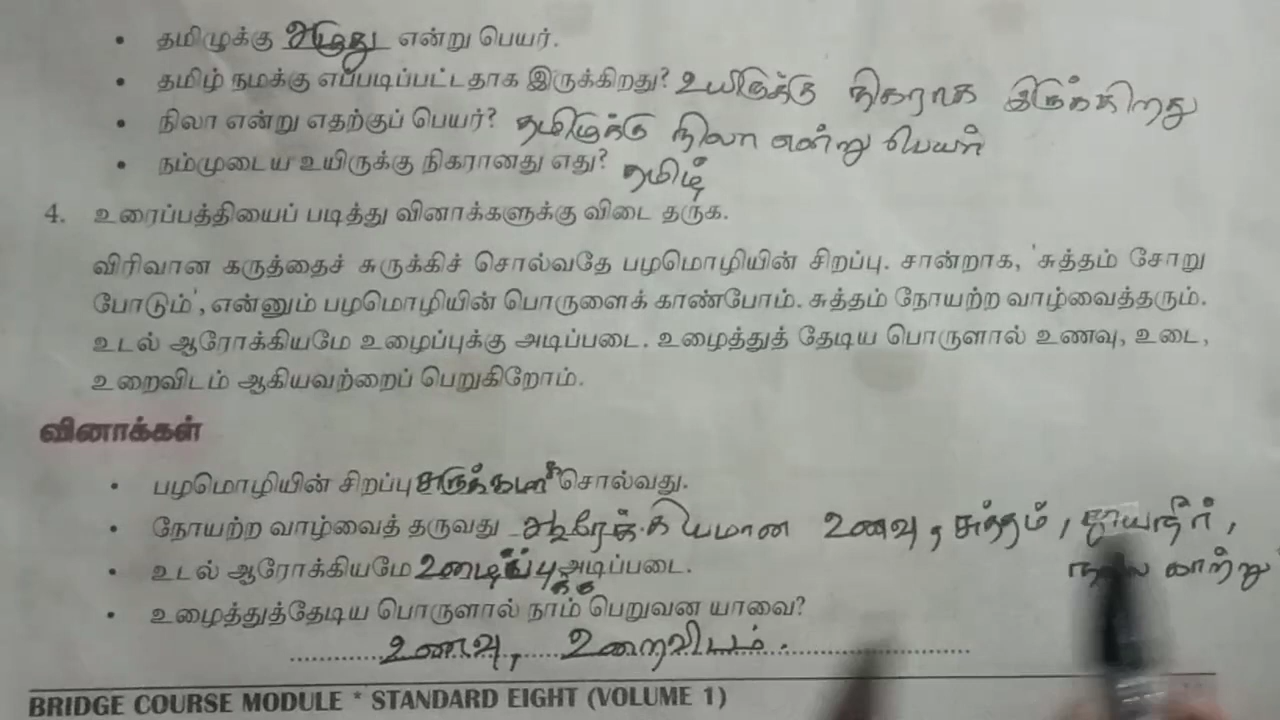 • தமிழுக்கு அமுது என்று பெயர்.
• தமிழ் நமக்கு எப்படிப்பட்டதாக இருக்கிறது? உயிருக்கு நிகராக இருக்கிறது
• நிலா என்று எதற்குப் பெயர்? தமிழுக்கு நிலா என்று பெயர்
• நம்முடைய உயிருக்கு நிகரானது எது? தமிழ்
4. உரைப்பத்தியைப் படித்து வினாக்களுக்கு விடை தருக.
விரிவான கருத்தைச் சுருக்கிச் சொல்வதே பழமொழியின் சிறப்பு. சான்றாக, 'சுத்தம் சோறு
போடும்', என்னும் பழமொழியின் பொருளைக் காண்போம். சுத்தம் நோயற்ற வாழ்வைத்தரும்.
உடல் ஆரோக்கியமே உழைப்புக்கு அடிப்படை. உழைத்துத் தேடிய பொருளால் உணவு, உடை,
உறைவிடம் ஆகியவற்றைப் பெறுகிறோம்.
வினாக்கள்
• பழமொழியின் சிறப்பு சொல்வது.
• நோயற்ற வாழ்வைத் தருவது ஆரோக்கியமான உணவு, சுத்தம்,
காற்று
• உடல் ஆரோக்கியமே உழைப்புக்கு அடிப்படை.
• உழைத்துத்தேடிய பொருளால் நாம் பெறுவன யாவை?
உணவு, உறைவிடம்.
BRIDGE COURSE MODULE * STANDARD EIGHT (VOLUME 1)